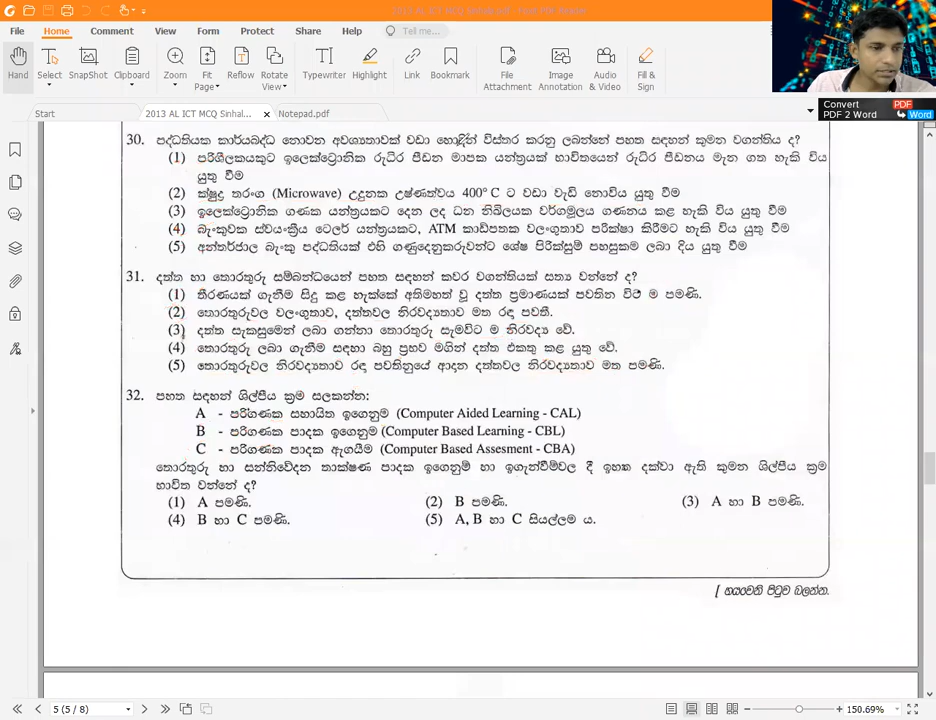 2013 AL ICT MCQ Sinhala.pdf - Foxit PDF Reader
File Home Comment View Form Protect Share Help Tell me...
Hand Select SnapShot Clipboard Zoom Fit Page Reflow Rotate View Typewriter Highlight Link Bookmark File Attachment Image Annotation Audio & Video Fill & Sign
Start 2013 AL ICT MCQ Sinhal... Notepad.pdf
Convert PDF
PDF 2 Word Word
30. පද්ධතියක කාර්යබද්ධ නොවන අවශ්‍යතාවක් වඩා හොඳින් විස්තර කරනු ලබන්නේ පහත සඳහන් කුමන වගන්තිය ද?
(1) පරිශීලකයකුට ඉලෙක්ට්‍රොනික රුධිර පීඩන මාපක යන්ත්‍රයක් භාවිතයෙන් රුධිර පීඩනය මැන ගත හැකි විය
යුතු වීම
(2) ක්ෂුද්‍ර තරංග (Microwave) උදුනක උෂ්ණත්වය 400° C ට වඩා වැඩි නොවිය යුතු වීම
(3) ඉලෙක්ට්‍රොනික ගණක යන්ත්‍රයකට දෙන ලද ධන නිඛිලයක වර්ගමූලය ගණනය කළ හැකි විය යුතු වීම
(4) බැංකුවක ස්වයංක්‍රීය ටෙලර් යන්ත්‍රයකට, ATM කාඩ්පතක වලංගුතාව පරීක්ෂා කිරීමට හැකි විය යුතු වීම
(5) අන්තර්ජාල බැංකු පද්ධතියක් එහි ගණුදෙනුකරුවන්ට ශේෂ පිරික්සුම් පහසුකම ලබා දිය යුතු වීම
31. දත්ත හා තොරතුරු සම්බන්ධයෙන් පහත සඳහන් කවර වගන්තියක් සත්‍ය වන්නේ ද?
(1) තීරණයක් ගැනීම සිදු කළ හැක්කේ අතිමහත් වූ දත්ත ප්‍රමාණයක් පවතින විට ම පමණි.
(2) තොරතුරුවල වලංගුතාව, දත්තවල නිරවද්‍යතාව මත රඳා පවතී.
(3) දත්ත සැකසුමෙන් ලබා ගන්නා තොරතුරු සැමවිට ම නිරවද්‍ය වේ.
(4) තොරතුරු ලබා ගැනීම සඳහා බහු ප්‍රභව මගින් දත්ත එකතු කළ යුතු වේ.
(5) තොරතුරුවල නිරවද්‍යතාව රඳා පවතිනුයේ ආදාන දත්තවල නිරවද්‍යතාව මත පමණි.
32. පහත සඳහන් ශිල්පීය ක්‍රම සලකන්න:
A - පරිගණක සහායිත ඉගෙනුම (Computer Aided Learning - CAL)
B - පරිගණක පාදක ඉගෙනුම (Computer Based Learning - CBL)
C - පරිගණක පාදක ඇගයීම (Computer Based Assesment - CBA)
තොරතුරු හා සන්නිවේදන තාක්ෂණ පාදක ඉගෙනුම් හා ඉගැන්වීම්වල දී ඉහත දක්වා ඇති කුමන ශිල්පීය ක්‍රම
භාවිත වන්නේ ද?
(1) A පමණි. (2) B පමණි. (3) A හා B පමණි.
(4) B හා C පමණි. (5) A, B හා C සියල්ලම ය.
[ හයවෙනි පිටුව බලන්න.
5 (5 / 8) 150.69%